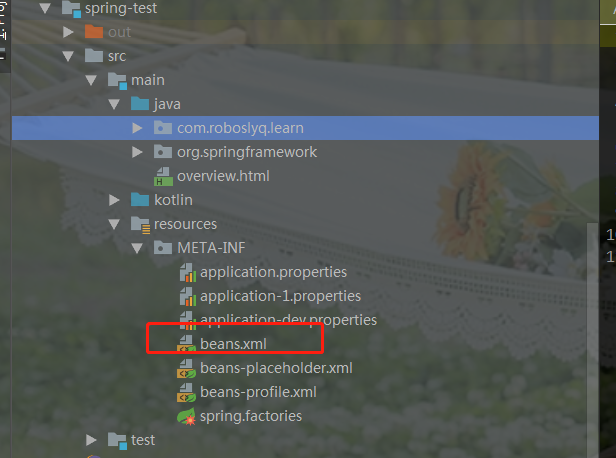 spring-test
out
src
main
java
com.roboslyq.learn
org.springframework
overview.html
kotlin
resources
META-INF
application.properties
application-1.properties
application-dev.properties
beans.xml
beans-placeholder.xml
beans-profile.xml
spring.factories
test